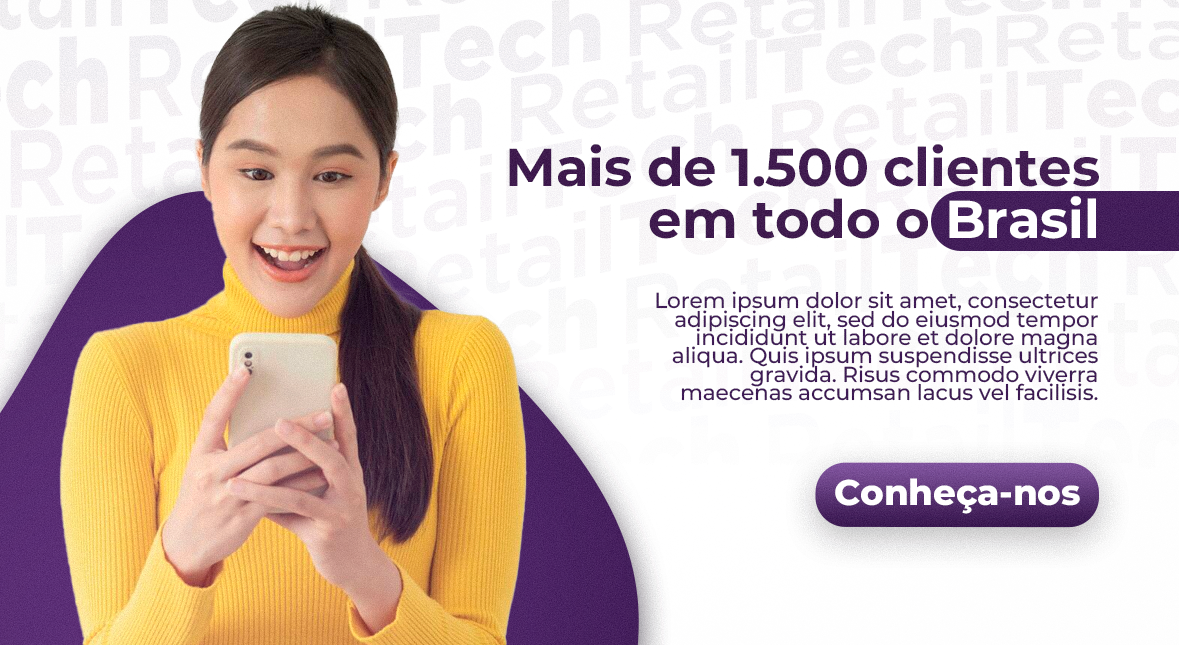 RetailTech RetailTech
Mais de 1.500 clientes
em todo o Brasil
Lorem ipsum dolor sit amet, consectetur
adipiscing elit, sed do eiusmod tempor
incididunt ut labore et dolore magna
aliqua. Quis ipsum suspendisse ultrices
gravida. Risus commodo viverra
maecenas accumsan lacus vel facilisis.
Conheça-nos